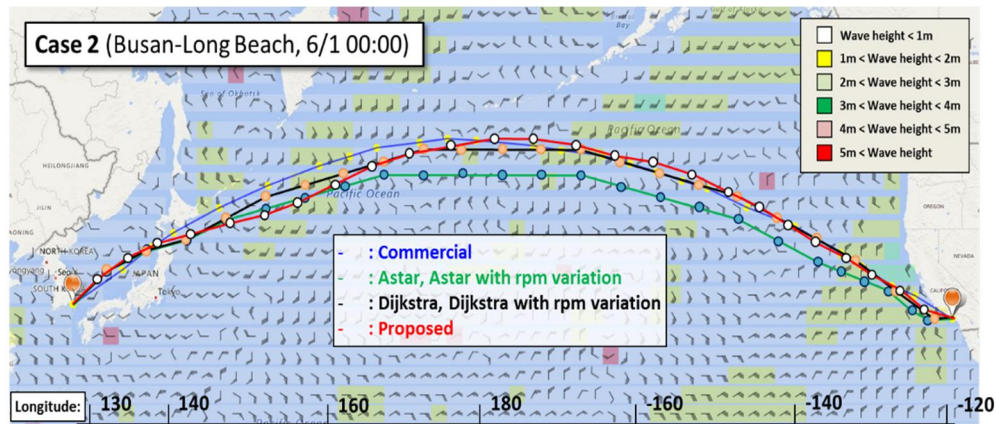 Case 2 (Busan-Long Beach, 6/1 00:00)
Wave height < 1m
1m < Wave height < 2m
2m < Wave height < 3m
3m < Wave height < 4m
4m < Wave height < 5m
5m < Wave height
Bay
Sea of Okhotsk
Pacific Ocean
HEILONGJIANG
Pacific Ocean
JILIN
OREGON
NORTH KOREA
NEVADA
JAPAN
SOUTH K
Tokyo
CALIF
- : Commercial
- : Astar, Astar with rpm variation
- : Dijkstra, Dijkstra with rpm variation
- : Proposed
Longitude: 130 140 160 180 -160 -140 -120